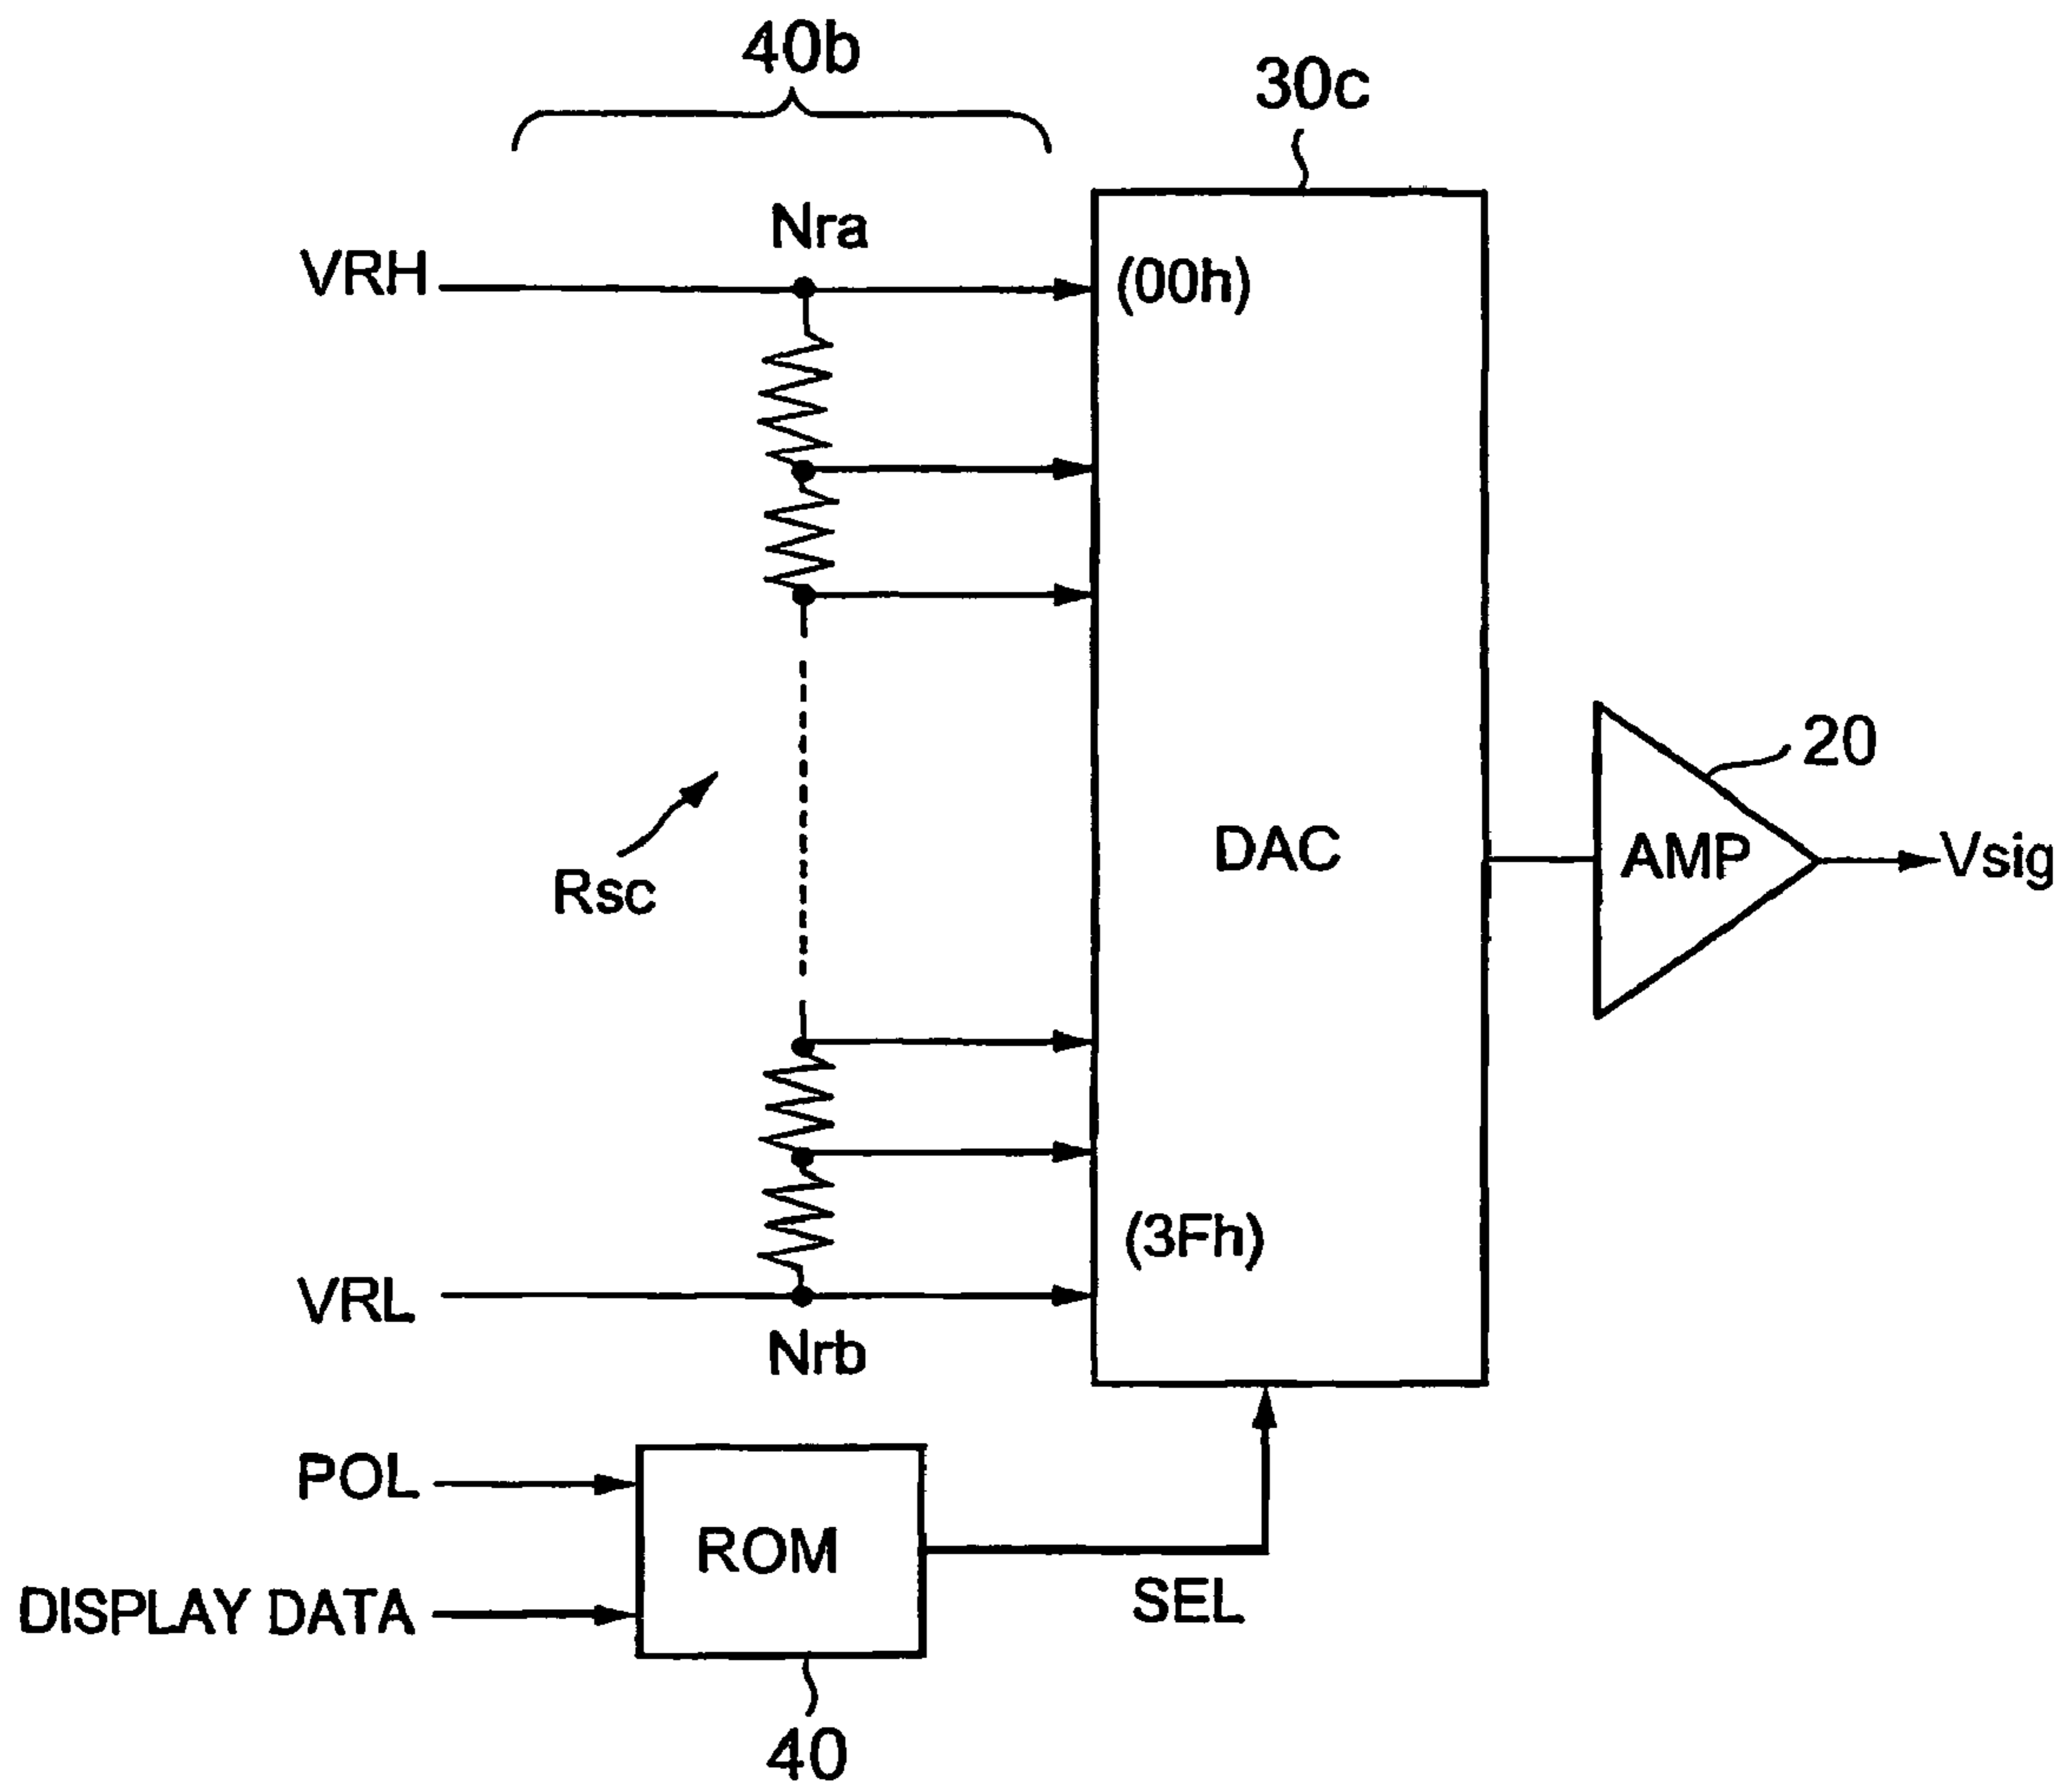 40b
30c
Nra
VRH
(00h)
20
DAC
AMP
Vsig
Rsc
(3Fh)
VRL
Nrb
POL
ROM
SEL
DISPLAY DATA
40